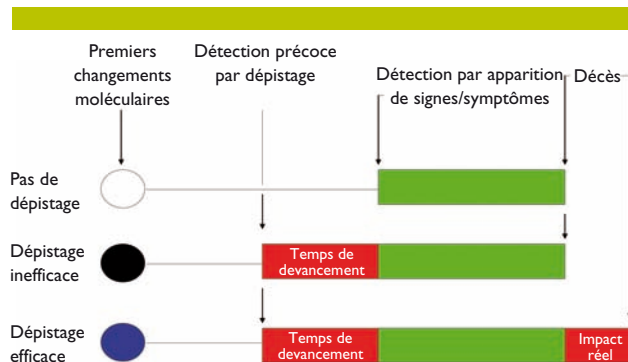 Premiers
changements
moléculaires
Détection précoce
par dépistage
Détection par apparition
de signes/symptômes
Décès
Pas de
dépistage
Dépistage
inefficace
Temps de
devancement
Dépistage
efficace
Temps de
devancement
Impact
réel